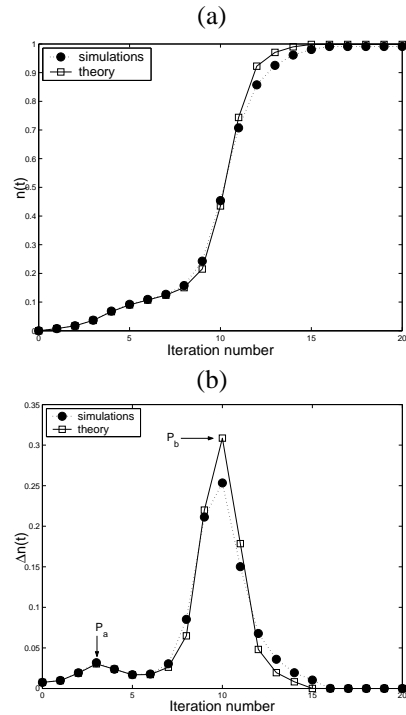 (a)
simulations
theory
1
0.9
0.8
0.7
0.6
0.5
0.4
0.3
0.2
0.1
0
n(t)
0 5 10 15 20
Iteration number
(b)
simulations
theory
0.35
0.3
0.25
0.2
0.15
0.1
0.05
0
Δn(t)
P_b
P_a
0 5 10 15 20
Iteration number